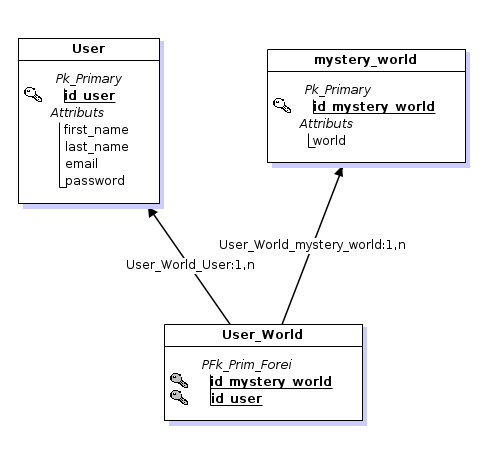 User
Pk_Primary
id_user
Attributs
first_name
last_name
email
password
mystery_world
Pk_Primary
id_mystery_world
Attributs
world
User_World_mystery_world:1,n
User_World_User:1,n
User_World
PFk_Prim_Forei
id_mystery_world
id_user